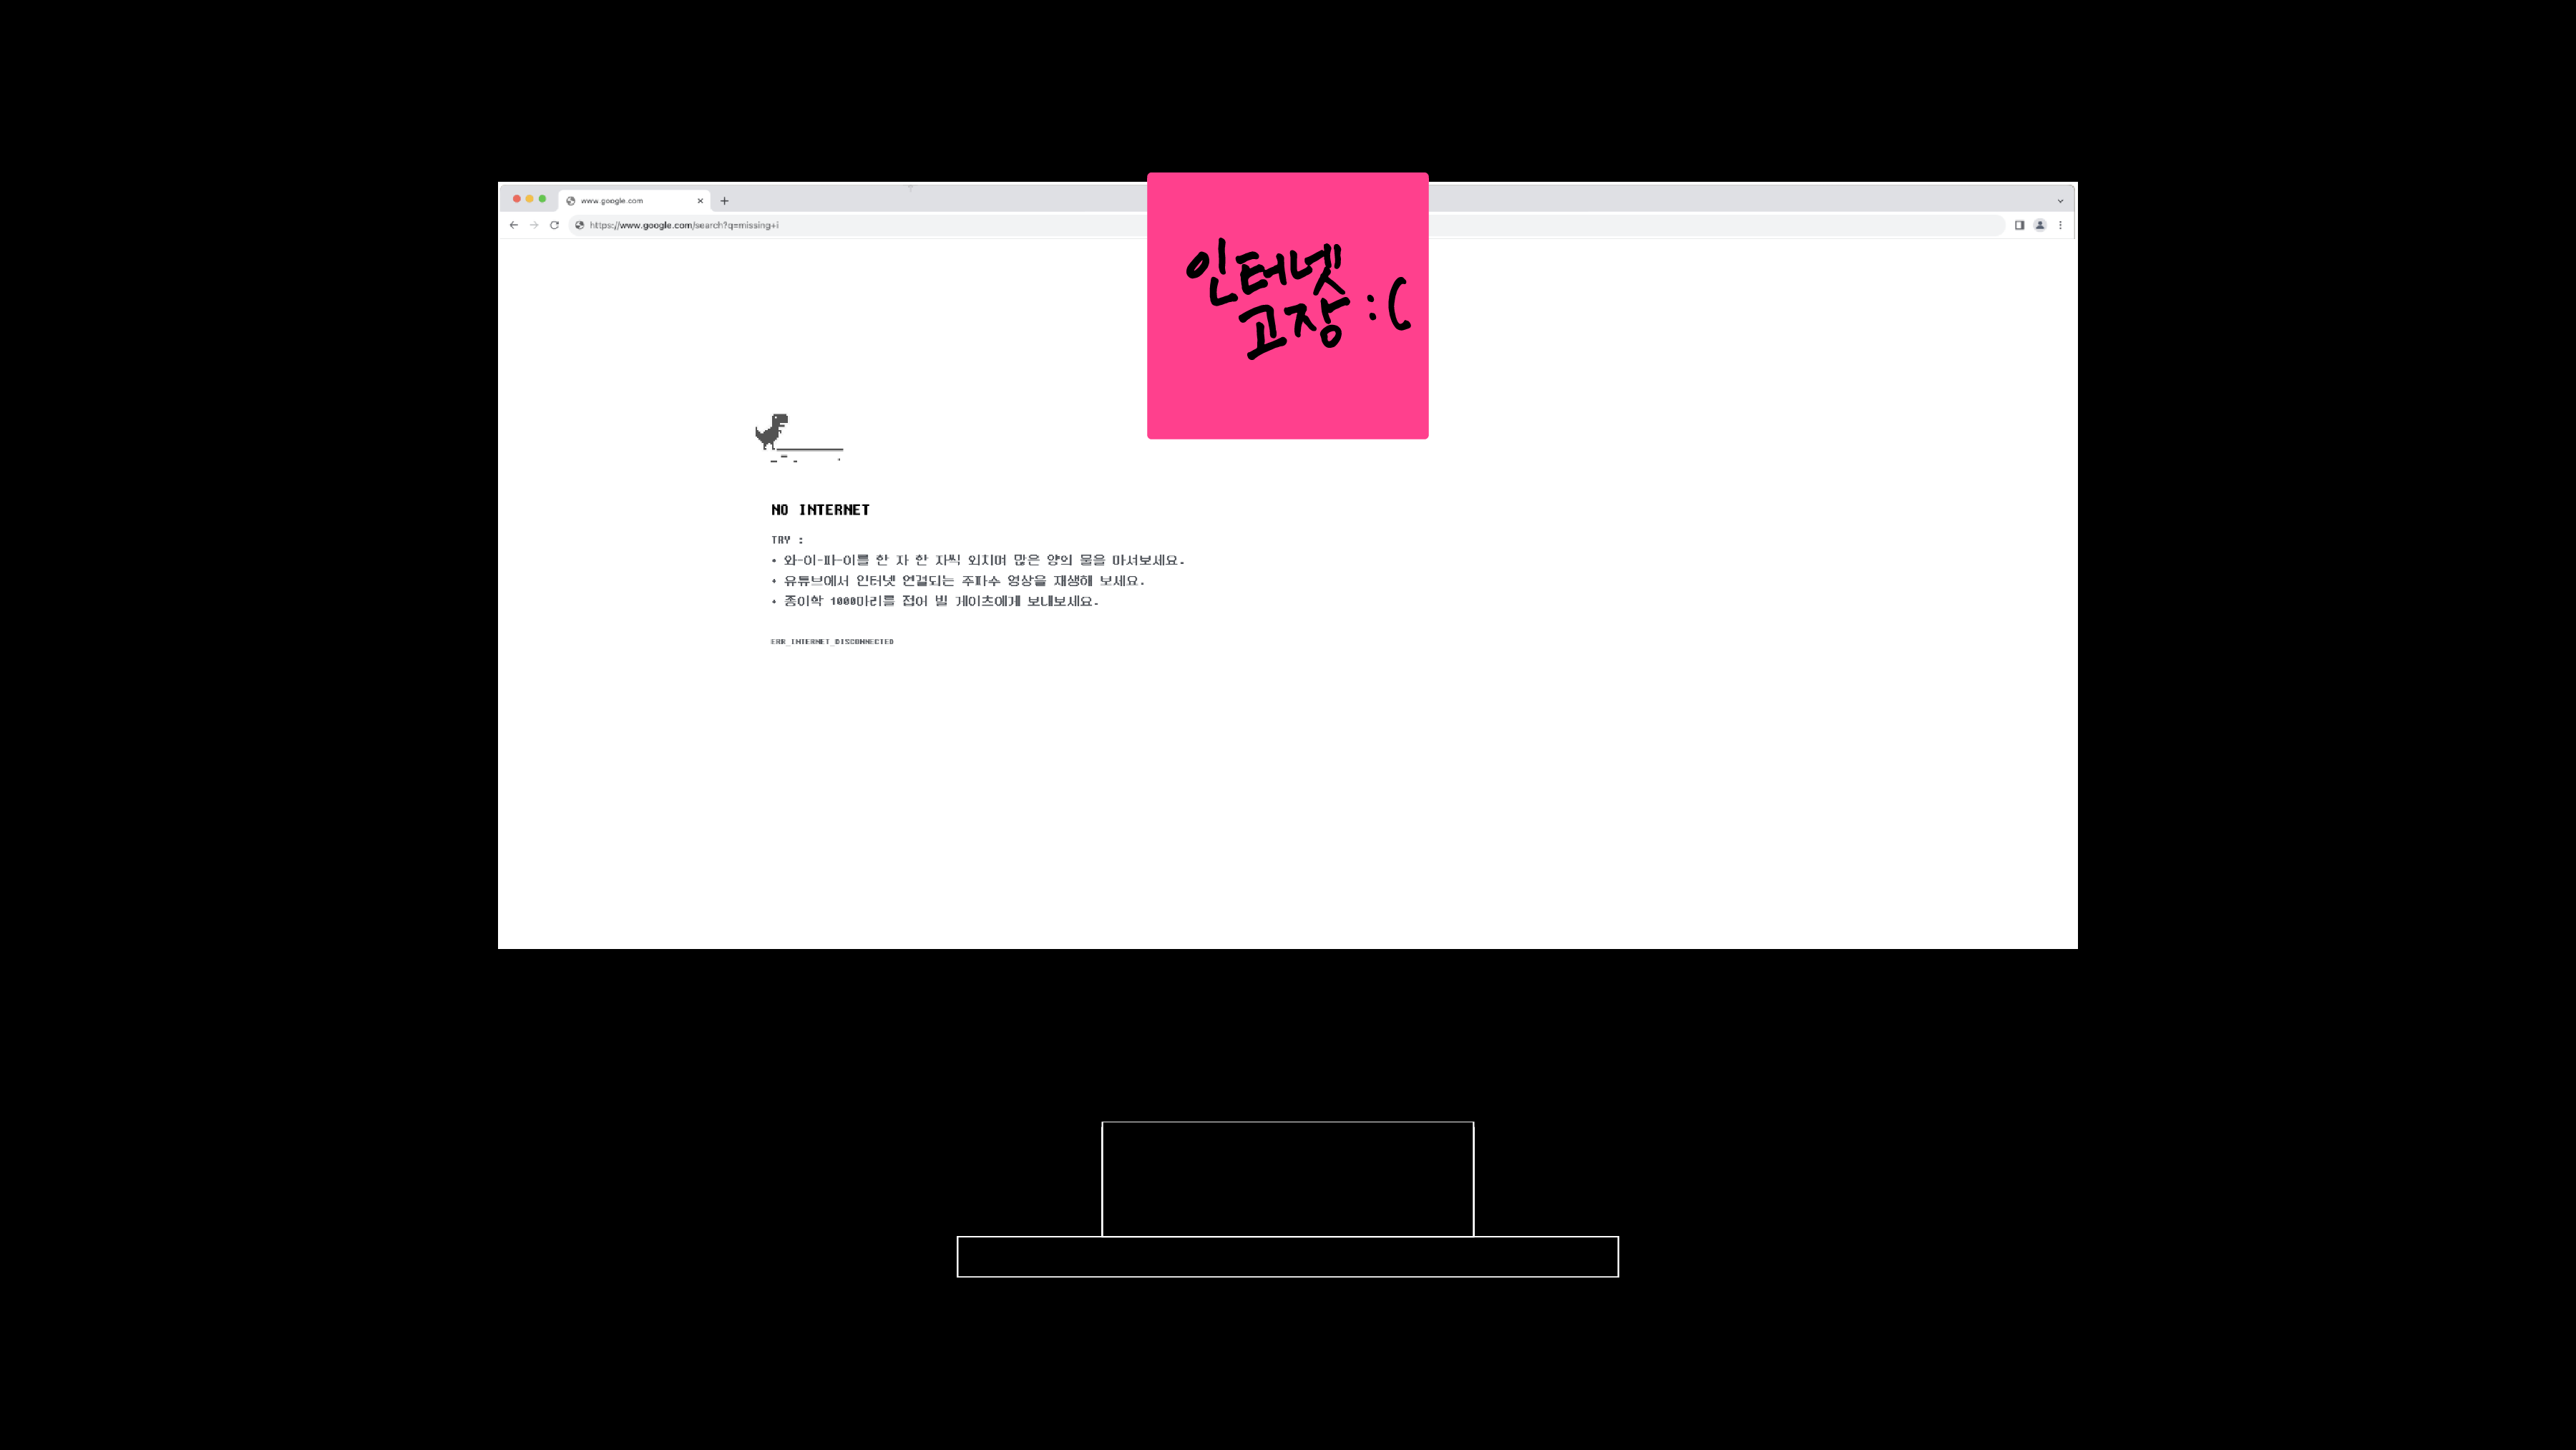 www.google.com
https://www.google.com/search?q=missing+i
인터넷
고장 :(
NO INTERNET
TRY :
• 와-이-파-이를 한 자 한 자씩 외치며 많은 양의 물을 마셔보세요.
• 유튜브에서 인터넷 연결되는 주파수 영상을 재생해 보세요.
• 종이학 1000마리를 접어 빌 게이츠에게 보내보세요.
ERR_INTERNET_DISCONNECTED